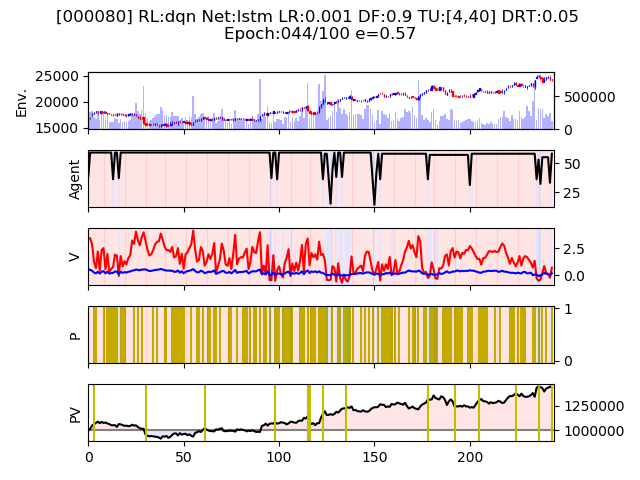 [000080] RL:dqn Net:lstm LR:0.001 DF:0.9 TU:[4,40] DRT:0.05
Epoch:044/100 e=0.57
Env.
25000
20000
15000
500000
0
Agent
50
25
V
2.5
0.0
P
1
0
PV
1250000
1000000
0 50 100 150 200